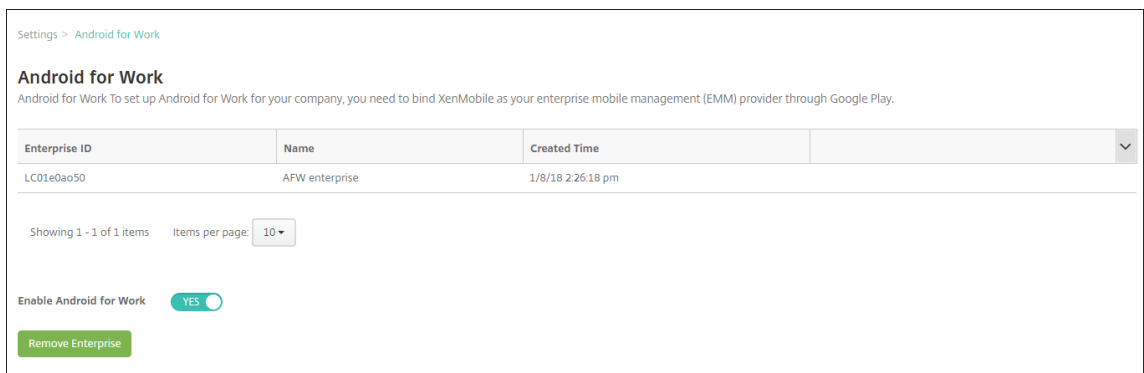 Settings > Android for Work
Android for Work
Android for Work To set up Android for Work for your company, you need to bind XenMobile as your enterprise mobile management (EMM) provider through Google Play.
Enterprise ID Name Created Time
LC01e0ao50 AFW enterprise 1/8/18 2:26:18 pm
Showing 1 - 1 of 1 items Items per page: 10
Enable Android for Work YES
Remove Enterprise